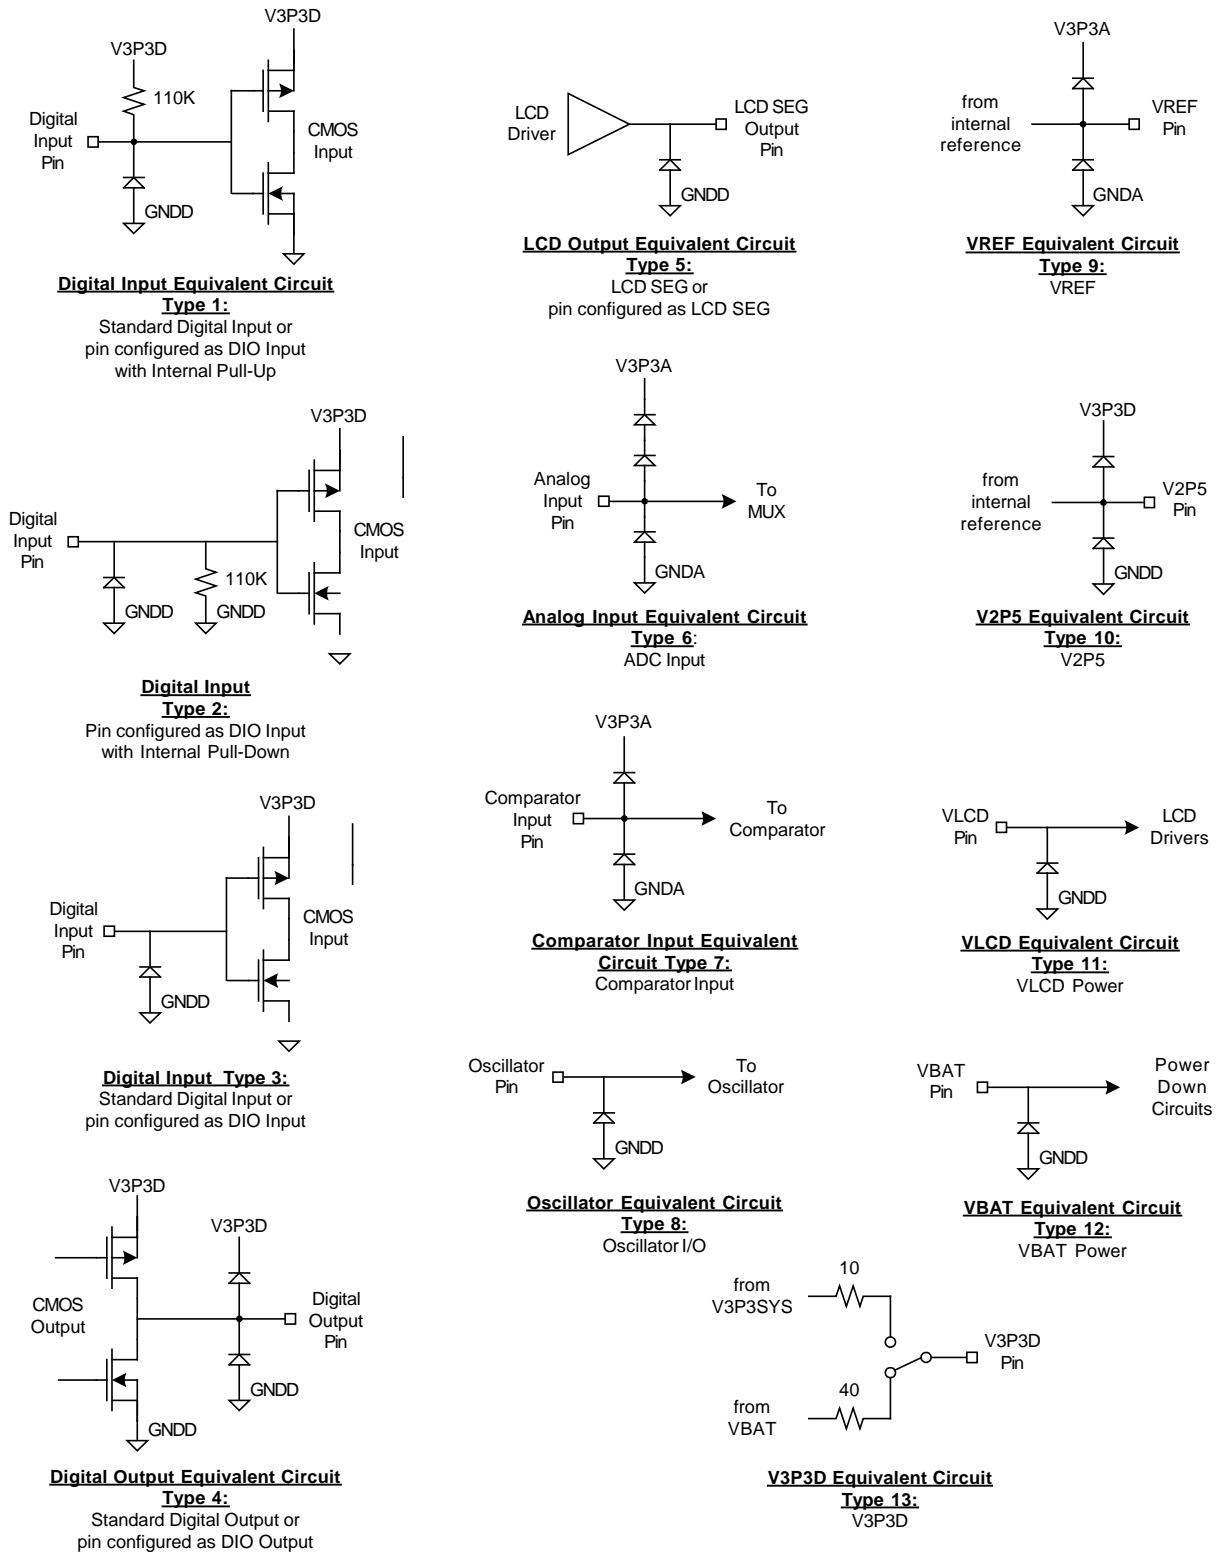 V3P3D
V3P3D
110K
Digital
Input
Pin
CMOS
Input
GNDD
Digital Input Equivalent Circuit
Type 1:
Standard Digital Input or
pin configured as DIO Input
with Internal Pull-Up
V3P3D
Digital
Input
Pin
CMOS
Input
110K
GNDD
GNDD
Digital Input
Type 2:
Pin configured as DIO Input
with Internal Pull-Down
V3P3D
Digital
Input
Pin
CMOS
Input
GNDD
Digital Input Type 3:
Standard Digital Input or
pin configured as DIO Input
V3P3D
V3P3D
CMOS
Output
Digital
Output
Pin
GNDD
GNDD
Digital Output Equivalent Circuit
Type 4:
Standard Digital Output or
pin configured as DIO Output
LCD
Driver
LCD SEG
Output
Pin
GNDD
LCD Output Equivalent Circuit
Type 5:
LCD SEG or
pin configured as LCD SEG
V3P3A
Analog
Input
Pin
To
MUX
GNDA
Analog Input Equivalent Circuit
Type 6:
ADC Input
V3P3A
Comparator
Input
Pin
To
Comparator
GNDA
Comparator Input Equivalent
Circuit Type 7:
Comparator Input
Oscillator
Pin
To
Oscillator
GNDD
Oscillator Equivalent Circuit
Type 8:
Oscillator I/O
V3P3A
from
internal
reference
VREF
Pin
GNDA
VREF Equivalent Circuit
Type 9:
VREF
V3P3D
from
internal
reference
V2P5
Pin
GNDD
V2P5 Equivalent Circuit
Type 10:
V2P5
VLCD
Pin
LCD
Drivers
GNDD
VLCD Equivalent Circuit
Type 11:
VLCD Power
VBAT
Pin
Power
Down
Circuits
GNDD
VBAT Equivalent Circuit
Type 12:
VBAT Power
10
from
V3P3SYS
V3P3D
Pin
40
from
VBAT
V3P3D Equivalent Circuit
Type 13:
V3P3D